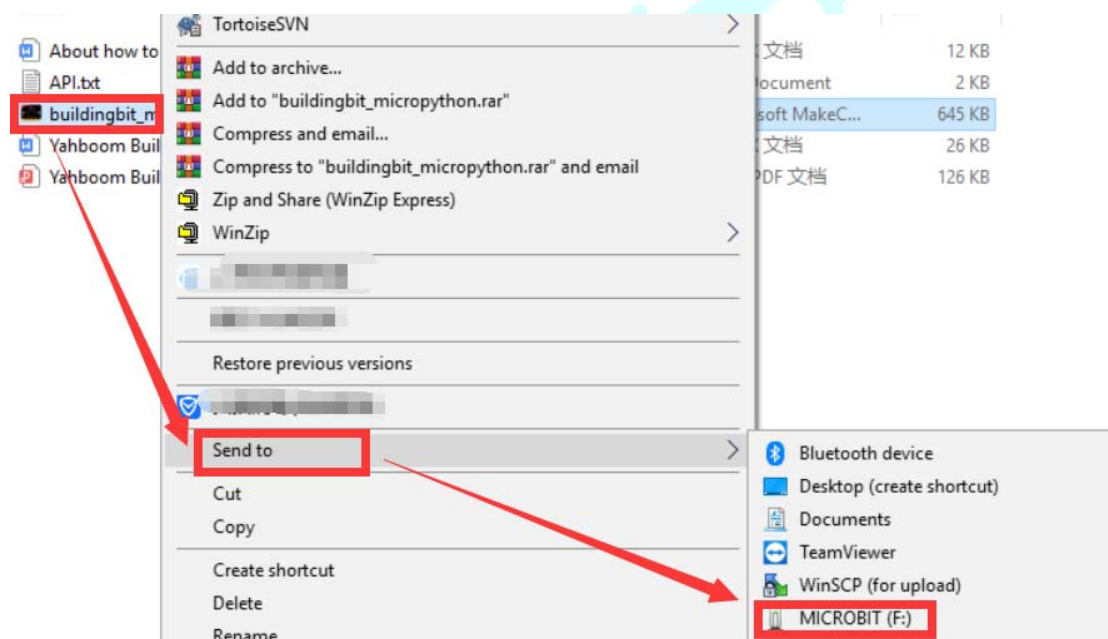 TortoiseSVN
About how to
文档
12 KB
Add to archive...
API.txt
ocument
2 KB
Add to "buildingbit_micropython.rar"
buildingbit_m
soft MakeC...
645 KB
Compress and email...
Yahboom Buil
文档
26 KB
Compress to "buildingbit_micropython.rar" and email
Yahboom Buil
PDF 文档
126 KB
Zip and Share (WinZip Express)
WinZip
Restore previous versions
Send to
Cut
Copy
Create shortcut
Delete
Rename
Bluetooth device
Desktop (create shortcut)
Documents
TeamViewer
WinSCP (for upload)
MICROBIT (F:)